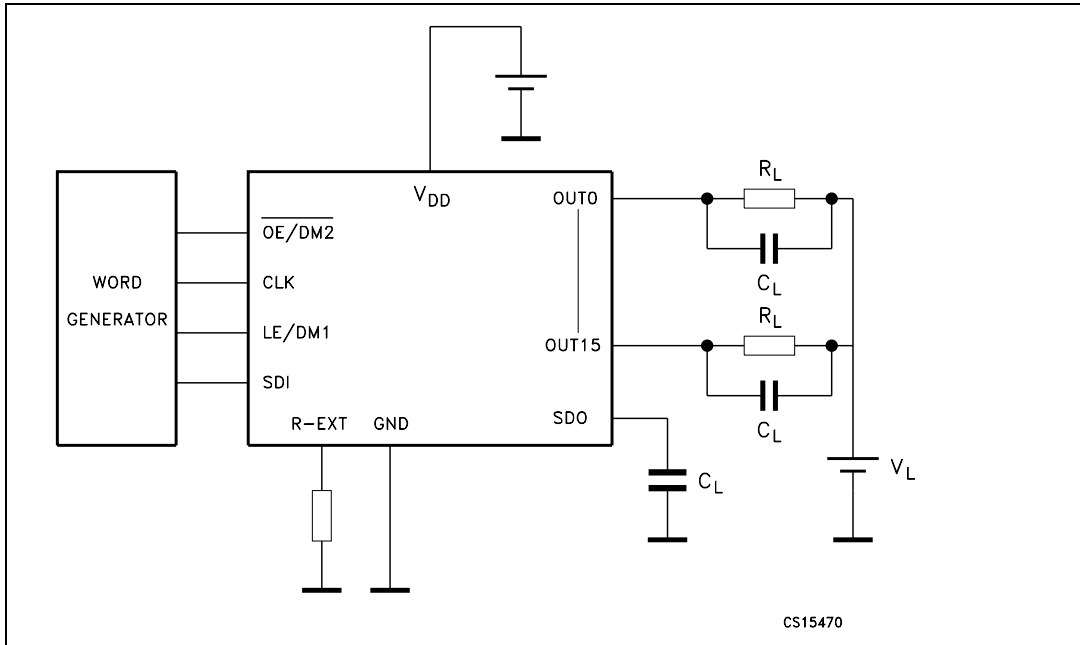 V_DD
OUT0
R_L
OE/DM2
WORD
GENERATOR
CLK
C_L
LE/DM1
R_L
OUT15
SDI
C_L
R-EXT
GND
SDO
C_L
V_L
CS15470